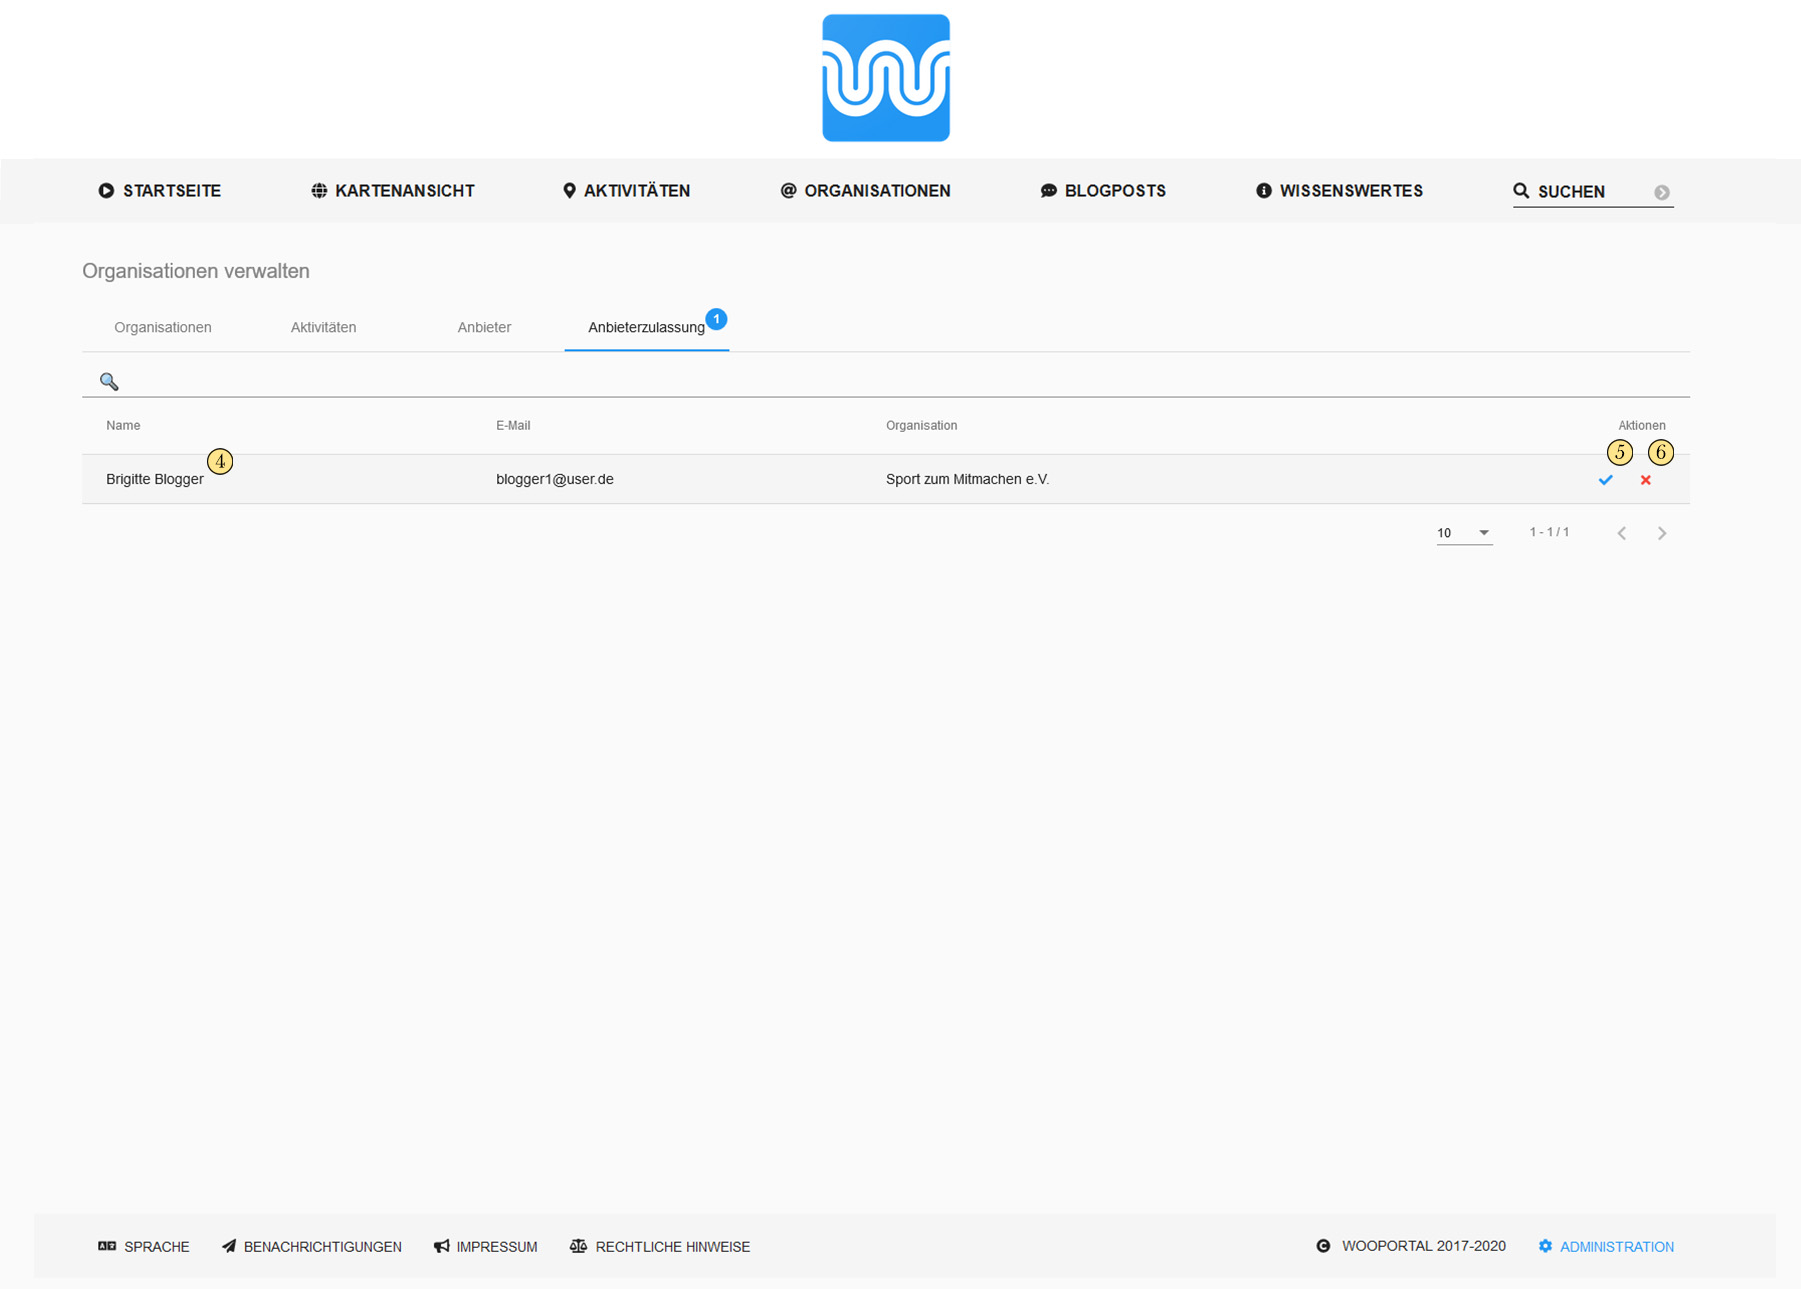 STARTSEITE KARTENANSICHT AKTIVITÄTEN @ ORGANISATIONEN BLOGPOSTS WISSENSWERTES SUCHEN
Organisationen verwalten
Organisationen Aktivitäten Anbieter Anbieterzulassung 1
Name E-Mail Organisation Aktionen
4 5 6
Brigitte Blogger blogger1@user.de Sport zum Mitmachen e.V.
10 1 - 1 / 1
SPRACHE BENACHRICHTIGUNGEN IMPRESSUM RECHTLICHE HINWEISE WOOPORTAL 2017-2020 ADMINISTRATION